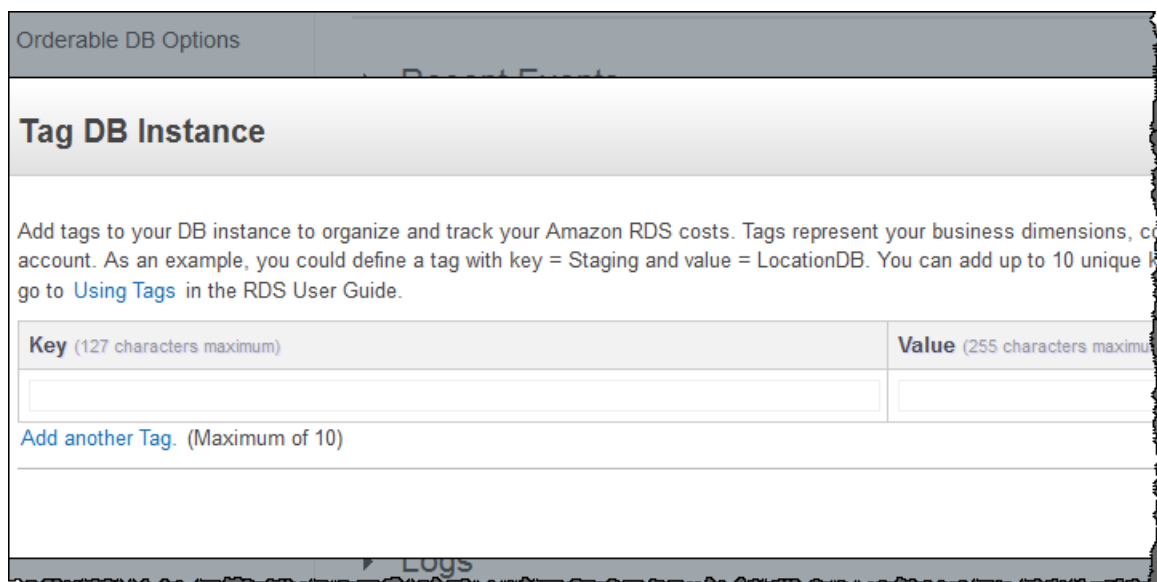 Orderable DB Options
Recent Events
Tag DB Instance
Add tags to your DB instance to organize and track your Amazon RDS costs. Tags represent your business dimensions,
account. As an example, you could define a tag with key = Staging and value = LocationDB. You can add up to 10 unique
go to Using Tags in the RDS User Guide.
Key (127 characters maximum)
Value (255 characters
Add another Tag. (Maximum of 10)
Logs